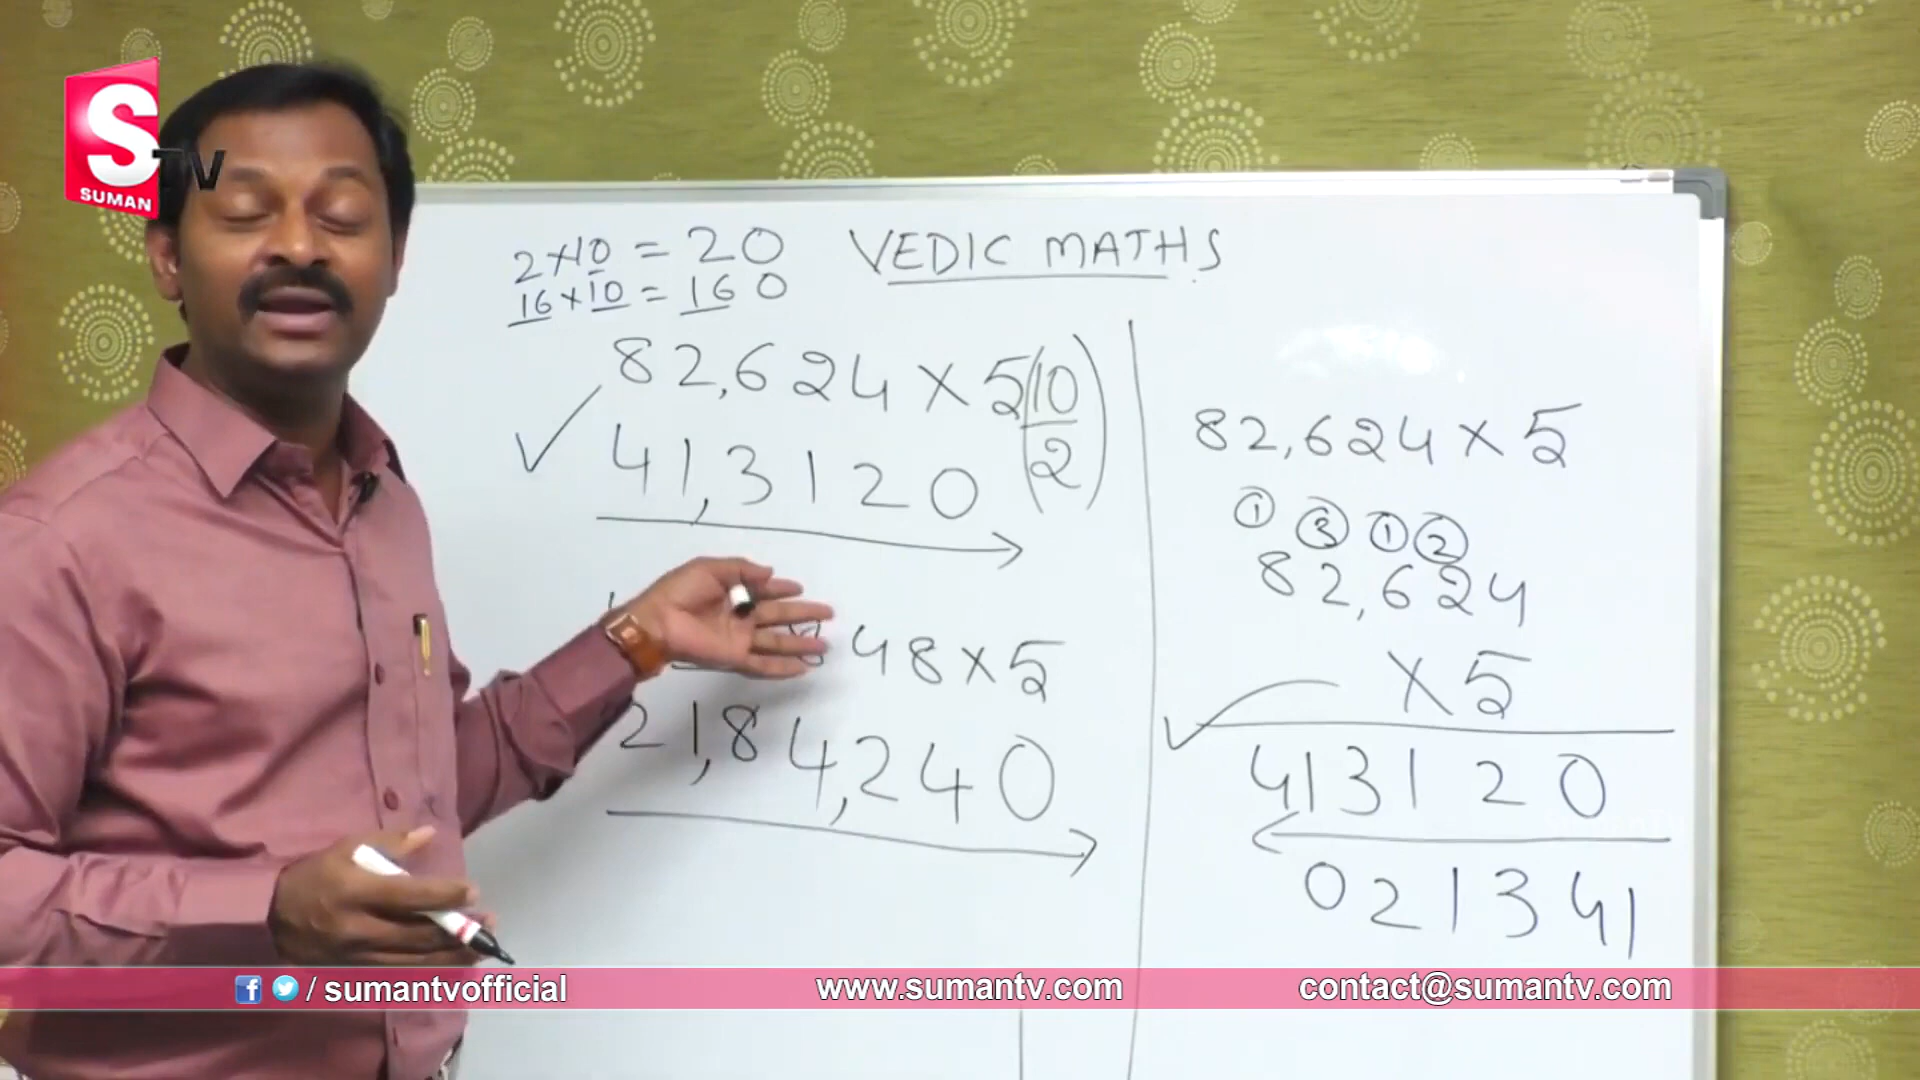 S TV
SUMAN
2×10 = 20
16×10 = 160
VEDIC MATHS
82,624 × 5 (10/2)
41,3120
48×5
21,84,240
82,624×5
1 3 1 2
82,624
×5
413120
021341
/ sumantvofficial
www.sumantv.com
contact@sumantv.com